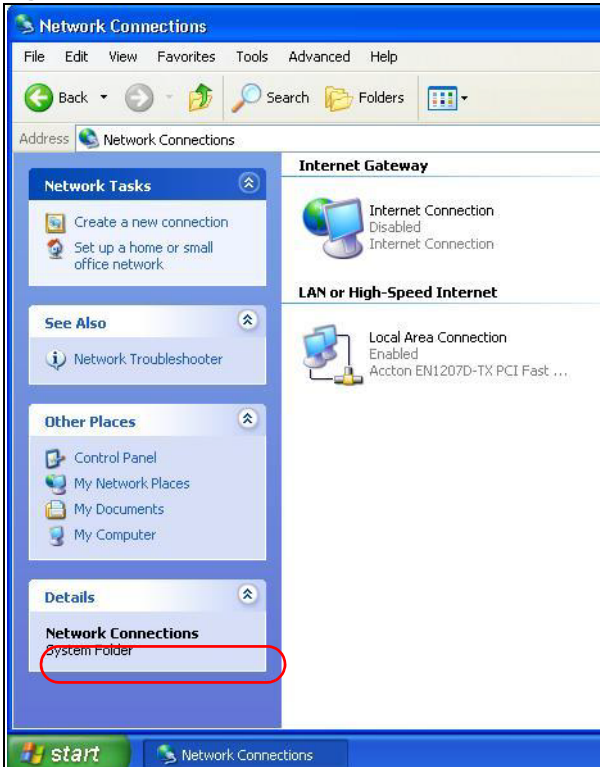 Network Connections
File Edit View Favorites Tools Advanced Help
Back Search Folders
Address Network Connections
Network Tasks
Create a new connection
Set up a home or small
office network
See Also
Network Troubleshooter
Other Places
Control Panel
My Network Places
My Documents
My Computer
Details
Network Connections
System Folder
Internet Gateway
Internet Connection
Disabled
Internet Connection
LAN or High-Speed Internet
Local Area Connection
Enabled
Accton EN1207D-TX PCI Fast ...
start Network Connections